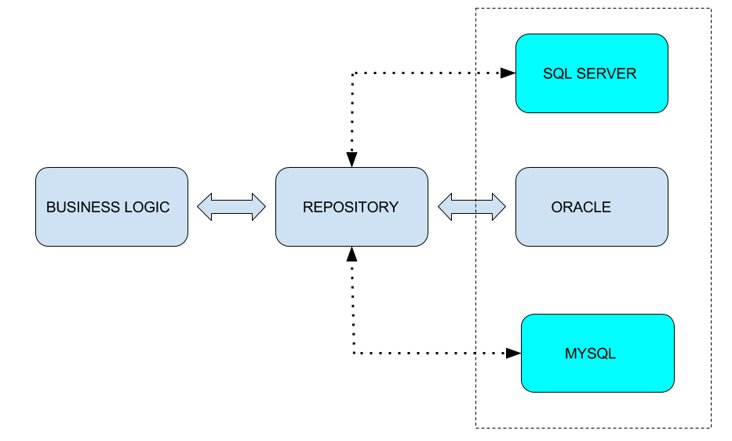 SQL SERVER
BUSINESS LOGIC
REPOSITORY
ORACLE
MYSQL